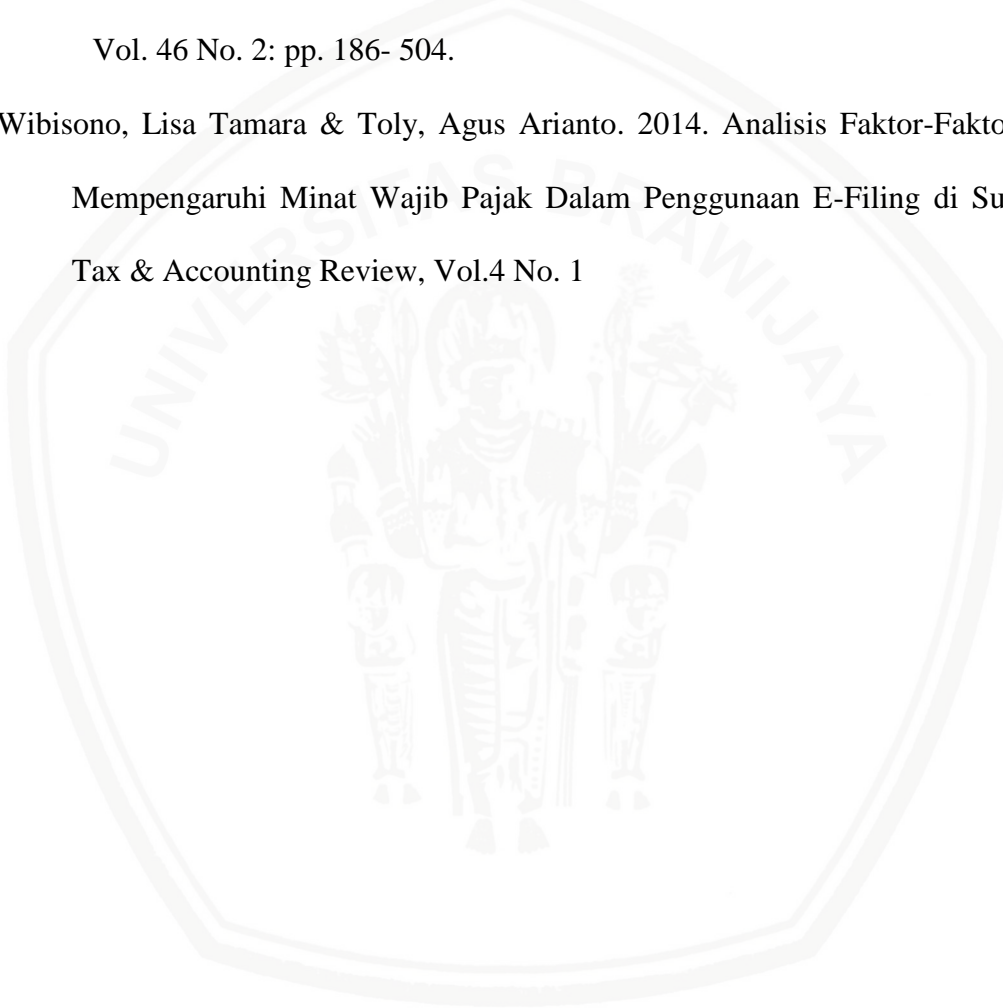 Vol. 46 No. 2: pp. 186- 504.
Wibisono, Lisa Tamara & Toly, Agus Arianto. 2014. Analisis Faktor-Fakto
Mempengaruhi Minat Wajib Pajak Dalam Penggunaan E-Filing di Su
Tax & Accounting Review, Vol.4 No. 1
UNIVERSITAS BRAWIJAYA